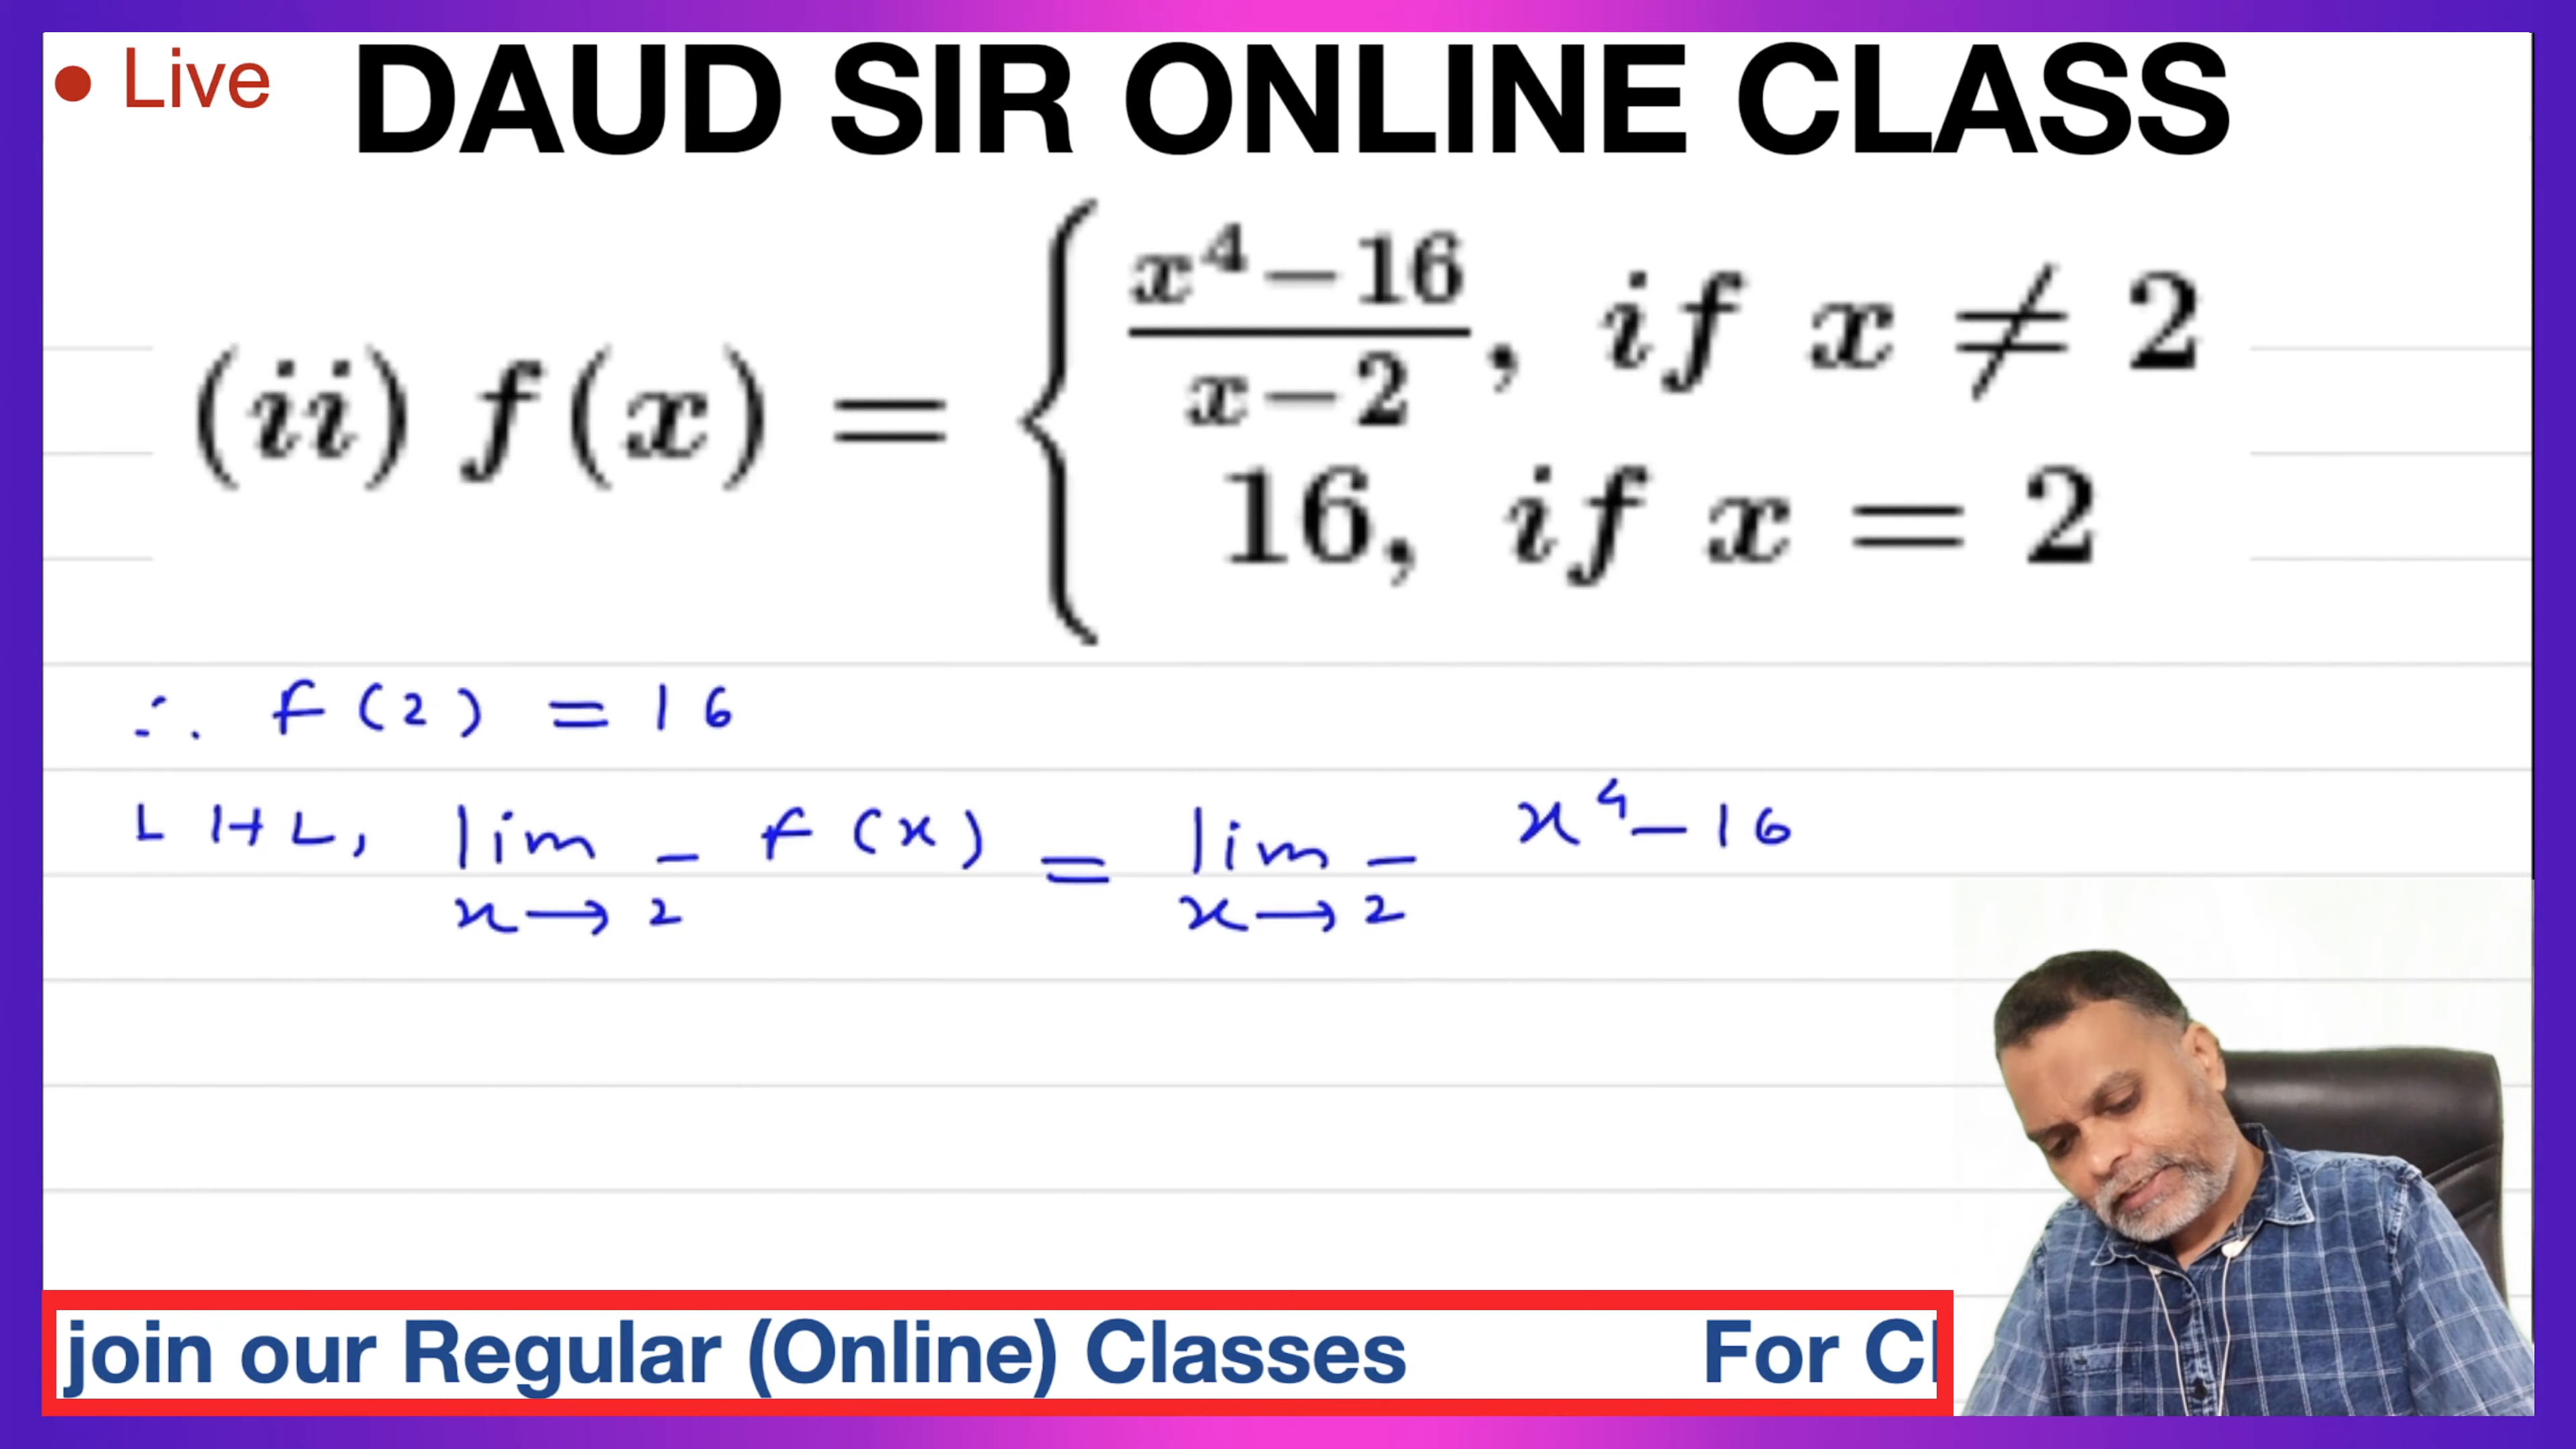 • Live DAUD SIR ONLINE CLASS
(ii) f(x) = { x⁴−16 / x−2, if x ≠ 2
16, if x = 2
∴ f(2) = 16
LHL, lim x→2⁻ f(x) = lim x→2⁻ x⁴−16
join our Regular (Online) Classes For